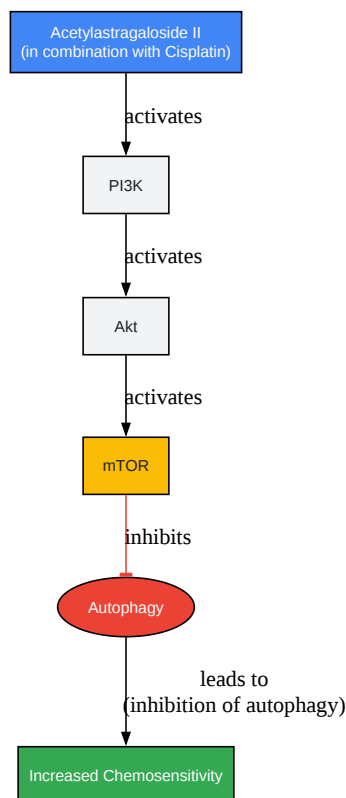 Acetylastragaloside II
(in combination with Cisplatin)
activates
PI3K
activates
Akt
activates
mTOR
inhibits
Autophagy
leads to
(inhibition of autophagy)
Increased Chemosensitivity